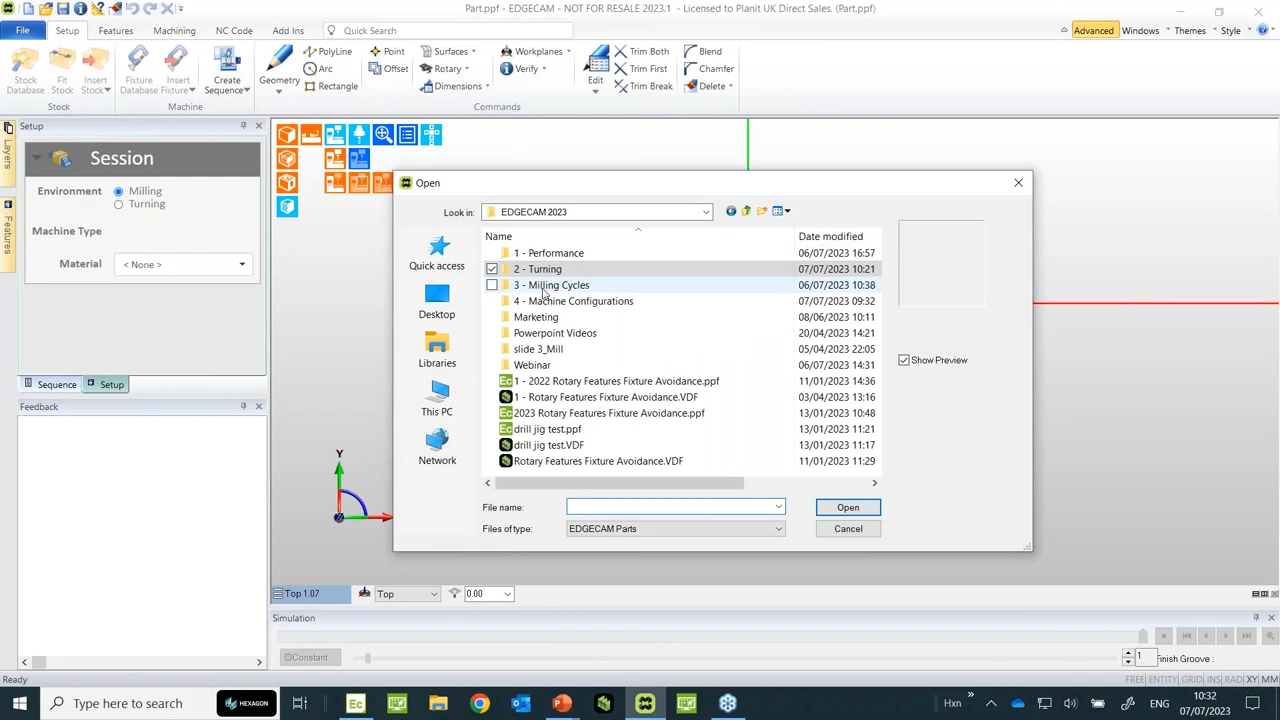 Part.ppf - EDGECAM - NOT FOR RESALE 2023.1 - Licensed to Planit UK Direct Sales. (Part.ppf)
File Setup Features Machining NC Code Add Ins Quick Search Advanced Windows Themes Style
Stock Database
Fit Stock
Insert Stock
Stock
Fixture Database
Insert Fixture
Create Sequence
Machine
Geometry
PolyLine
Arc
Rectangle
Point
Offset
Surfaces
Rotary
Dimensions
Workplanes
Verify
Edit
Trim Both
Trim First
Trim Break
Blend
Chamfer
Delete
Commands
Layers
Features
Setup
Session
Environment Milling
Turning
Machine Type
Material < None >
Sequence Setup
Feedback
Open
Look in: EDGECAM 2023
Quick access
Desktop
Libraries
This PC
Network
Name Date modified
1 - Performance 06/07/2023 16:57
2 - Turning 07/07/2023 10:21
3 - Milling Cycles 06/07/2023 10:38
4 - Machine Configurations 07/07/2023 09:32
Marketing 08/06/2023 10:11
Powerpoint Videos 20/04/2023 14:21
slide 3_Mill 05/04/2023 22:05
Webinar 06/07/2023 14:31
1 - 2022 Rotary Features Fixture Avoidance.ppf 11/01/2023 14:36
1 - Rotary Features Fixture Avoidance.VDF 03/04/2023 13:16
2023 Rotary Features Fixture Avoidance.ppf 13/01/2023 10:48
drill jig test.ppf 13/01/2023 11:21
drill jig test.VDF 13/01/2023 11:17
Rotary Features Fixture Avoidance.VDF 11/01/2023 11:29
Show Preview
File name: Open
Files of type: EDGECAM Parts Cancel
Y
Top 1.07 Top 0.00
Simulation
Constant 1 Finish Groove :
Ready FREE ENTITY GRID INS RAD XY MM
Type here to search HEXAGON Hxn ENG 10:32
07/07/2023